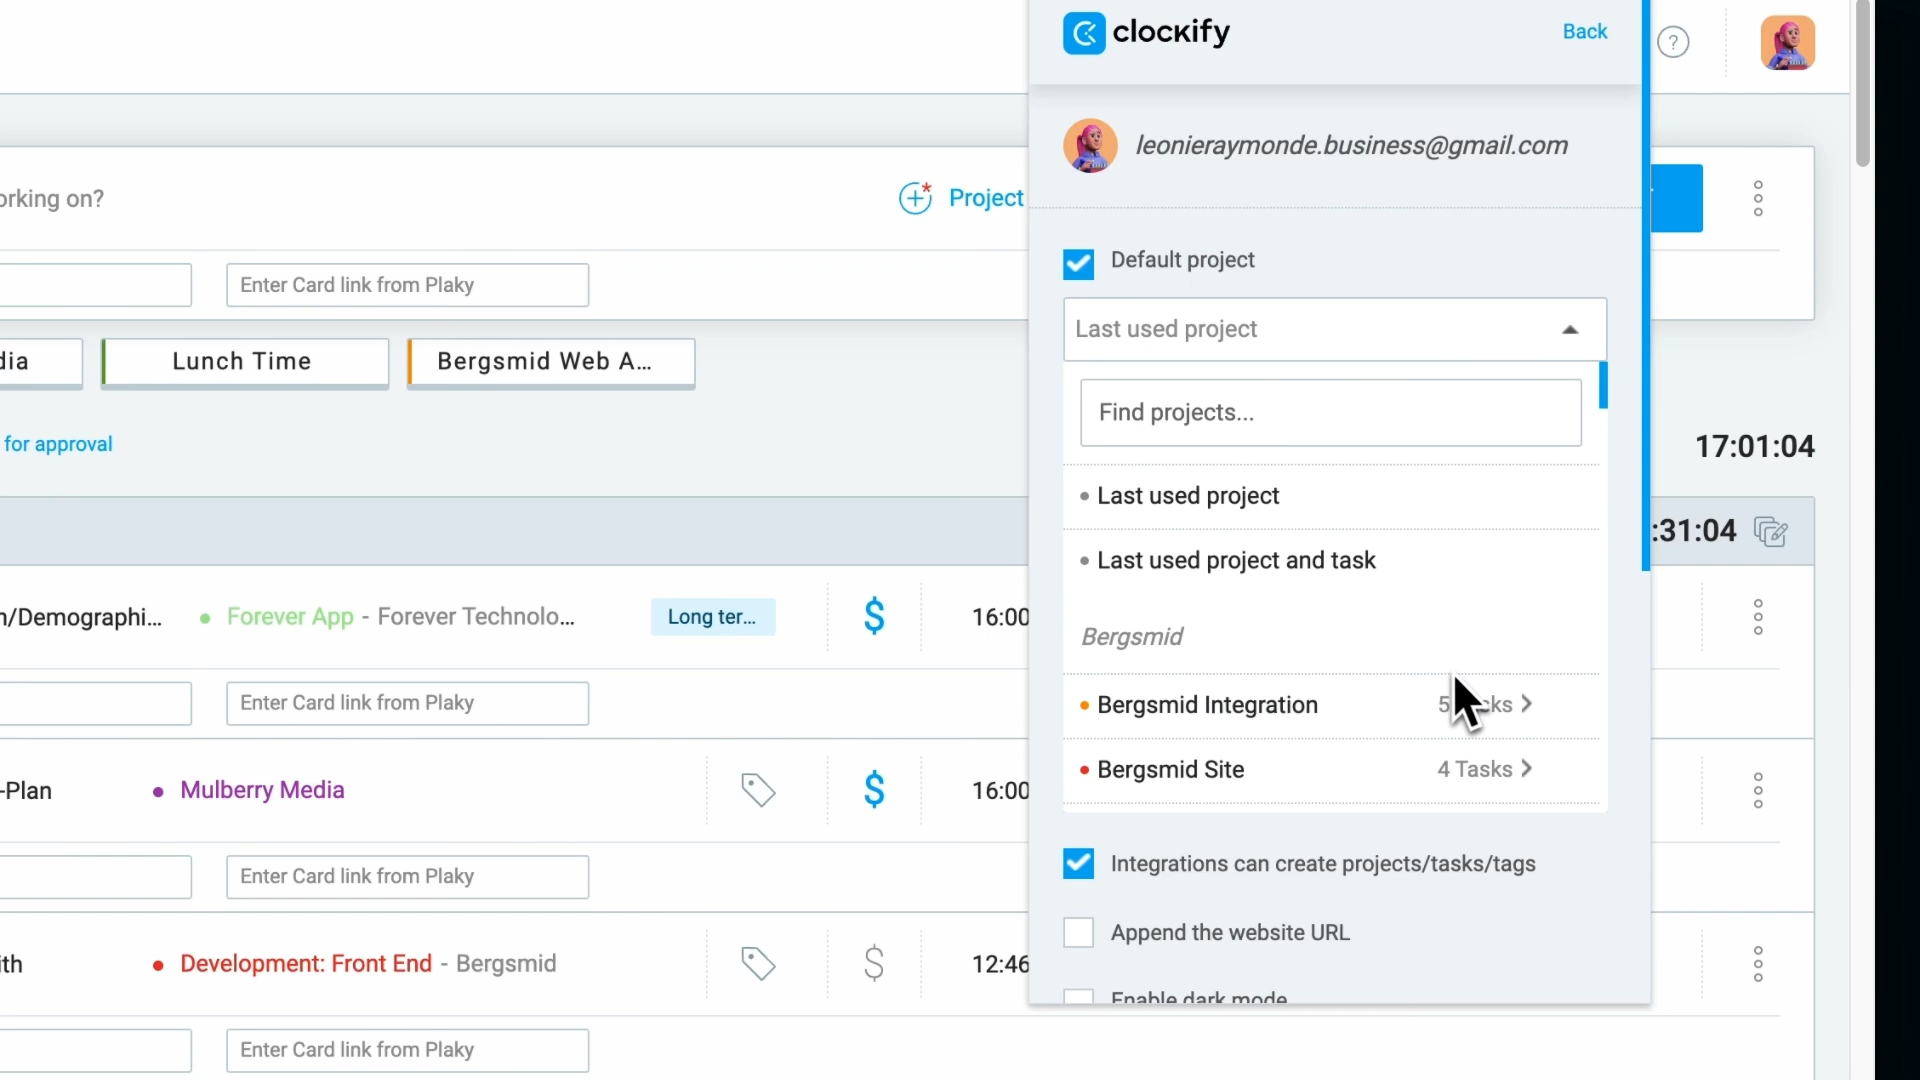 clockify
Back
?
leonieraymonde.business@gmail.com
orking on?
Project
Default project
Enter Card link from Plaky
Last used project
dia
Lunch Time
Bergsmid Web A...
Find projects...
for approval
17:01:04
Last used project
:31:04
Last used project and task
n/Demographi...
Forever App - Forever Technolo...
Long ter...
$
16:00
Bergsmid
Enter Card link from Plaky
Bergsmid Integration
Bergsmid Site
4 Tasks
-Plan
Mulberry Media
$
16:00
Integrations can create projects/tasks/tags
Enter Card link from Plaky
Append the website URL
ith
Development: Front End - Bergsmid
$
12:46
Enable dark mode
Enter Card link from Plaky